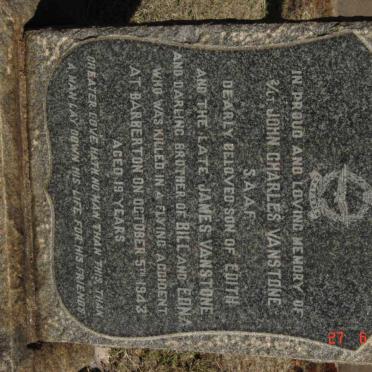 IN PROUD AND LOVING MEMORY OF
JOHN CHARLES VANSTONE
S.A.A.F.
DEARLY BELOVED SON OF EDITH
AND THE LATE JAMES VANSTONE
AND DARLING BROTHER OF BILL AND EDNA
WHO WAS KILLED IN A FLYING ACCIDENT
AT BARBERTON ON OCTOBER 5TH 1943
AGED 19 YEARS
GREATER LOVE HATH NO MAN THAN THIS, THAT
A MAN LAY DOWN HIS LIFE FOR HIS FRIENDS
27 6